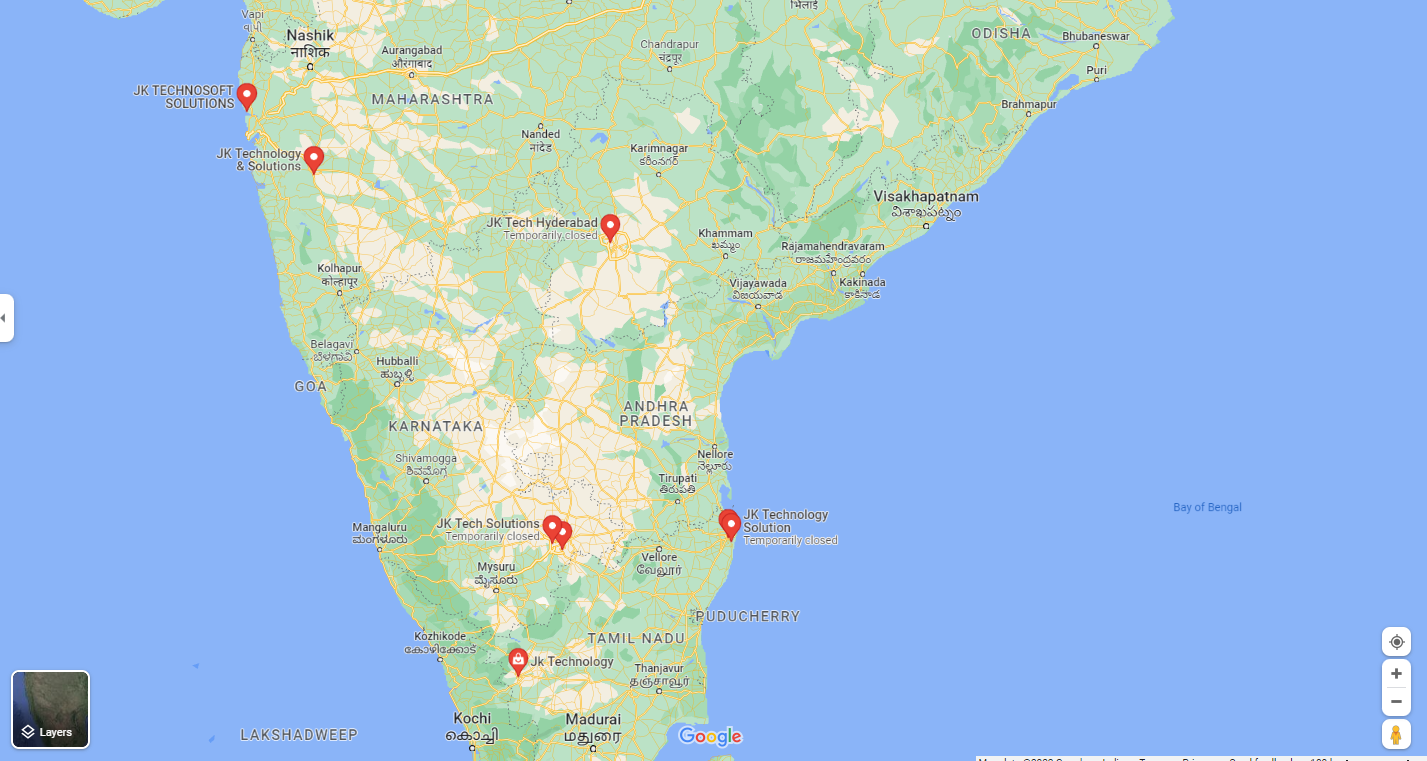 Vapi
વાપી
भिलाई
Nashik
नाशिक
ODISHA
Bhubaneswar
Chandrapur
चंद्रपूर
Aurangabad
औरंगाबाद
Puri
JK TECHNOSOFT
SOLUTIONS
MAHARASHTRA
Brahmapur
Nanded
नांदेड
Karimnagar
కరీంనగర్
JK Technology
& Solutions
Visakhapatnam
విశాఖపట్నం
JK Tech Hyderabad
Temporarily closed
Khammam
ఖమ్మం
Rajamahendravaram
రాజమహేంద్రవరం
Kolhapur
कोल्हापूर
Vijayawada
విజయవాడ
Kakinada
కాకినాడ
Belagavi
ಬೆಳಗಾವಿ
Hubballi
ಹುಬ್ಬಳ್ಳಿ
GOA
ANDHRA
PRADESH
KARNATAKA
Nellore
నెల్లూరు
Shivamogga
ಶಿವಮೊಗ್ಗ
Tirupati
తిరుపతి
Bay of Bengal
JK Technology
Solution
Temporarily closed
JK Tech Solutions
Temporarily closed
Mangaluru
ಮಂಗಳೂರು
Vellore
வேலூர்
Mysuru
ಮೈಸೂರು
PUDUCHERRY
Kozhikode
കോഴിക്കോട്
TAMIL NADU
Jk Technology
Thanjavur
தஞ்சாவூர்
Kochi
കൊച്ചി
Madurai
மதுரை
LAKSHADWEEP
Layers
Google